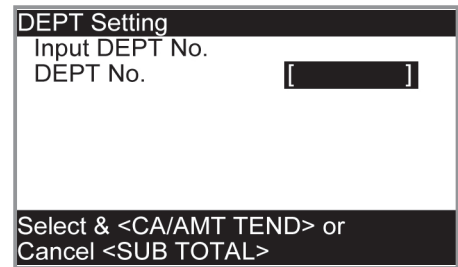 DEPT Setting
Input DEPT No.
DEPT No. [ ]
Select & <CA/AMT TEND> or
Cancel <SUB TOTAL>